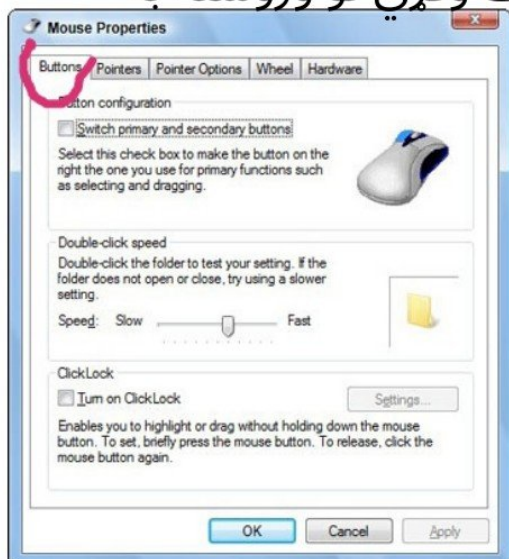 Mouse Properties
Buttons Pointers Pointer Options Wheel Hardware
Button configuration
Switch primary and secondary buttons
Select this check box to make the button on the
right the one you use for primary functions such
as selecting and dragging.
Double-click speed
Double-click the folder to test your setting. If the
folder does not open or close, try using a slower
setting.
Speed: Slow Fast
ClickLock
Turn on ClickLock Settings...
Enables you to highlight or drag without holding down the mouse
button. To set, briefly press the mouse button. To release, click the
mouse button again.
OK Cancel Apply